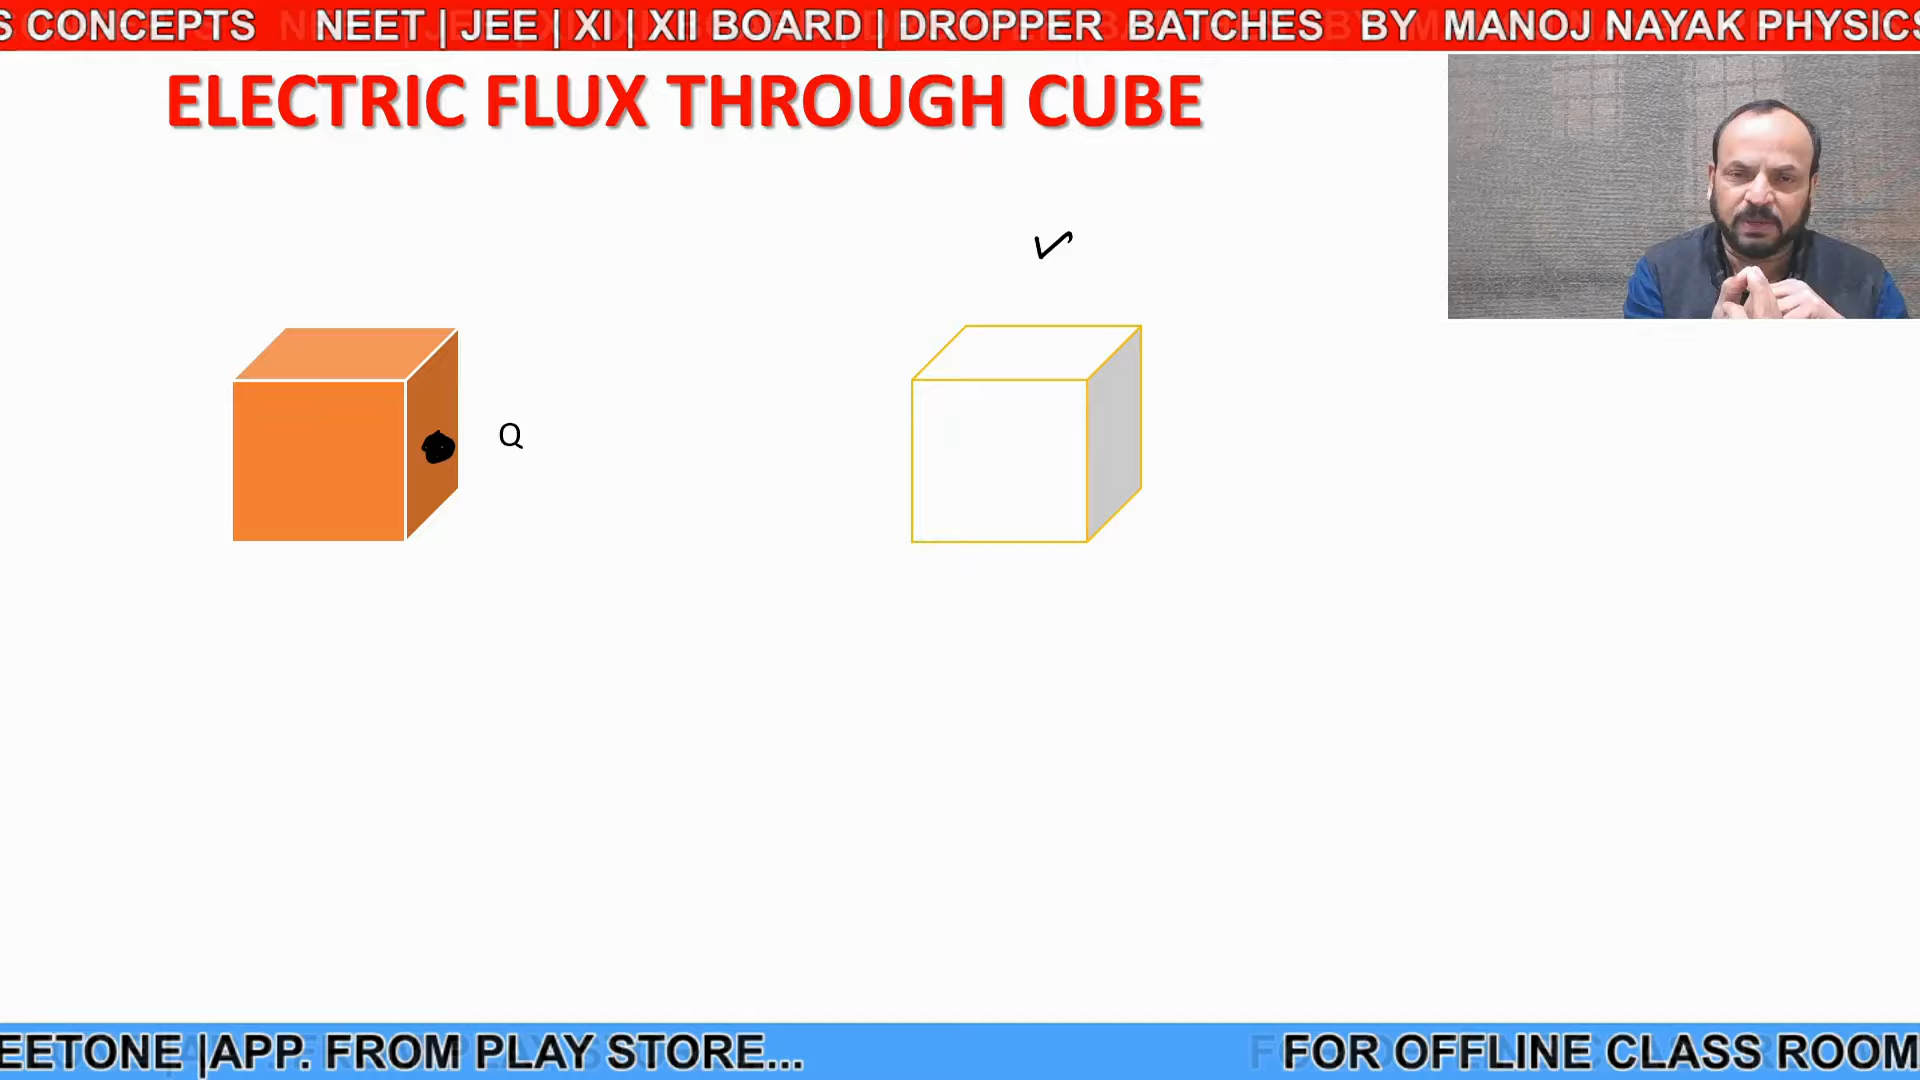 S CONCEPTS NEET | JEE | XI | XII BOARD | DROPPER BATCHES BY MANOJ NAYAK PHYSICS
ELECTRIC FLUX THROUGH CUBE
Q
EETONE |APP. FROM PLAY STORE... FOR OFFLINE CLASS ROOM